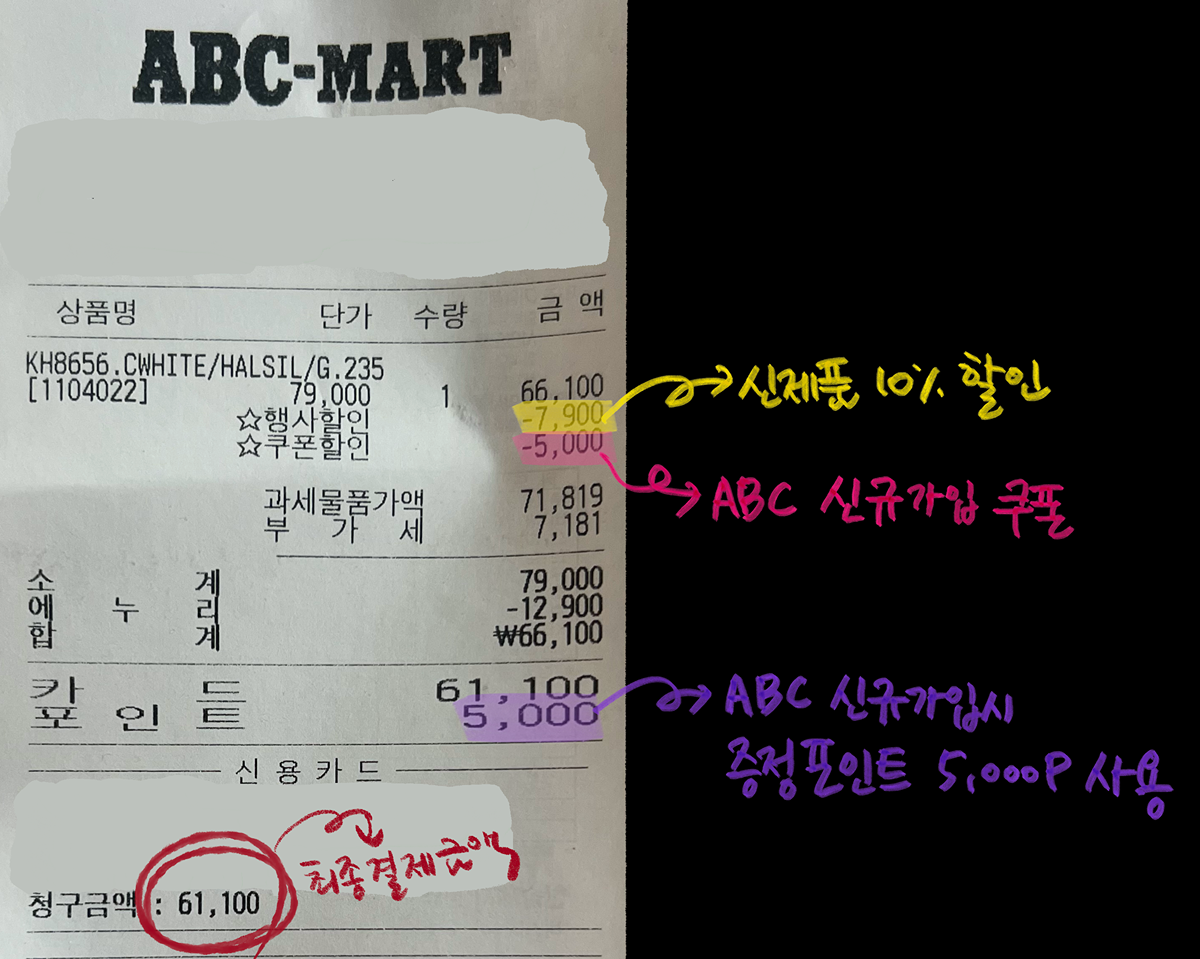 ABC-MART
상품명 단가 수량 금 액
KH8656.CWHITE/HALSIL/G.235
[1104022] 79,000 1 66,100
☆행사할인 -7,900
☆쿠폰할인 -5,000
신제품 10% 할인
ABC 신규가입 쿠폰
과세물품가액 71,819
부 가 세 7,181
소 계 79,000
에 누 리 -12,900
합 계 ₩66,100
카 드 61,100
포 인 트 5,000
ABC 신규가입시
증정포인트 5,000P 사용
신용카드
최종결제금액
청구금액 : 61,100